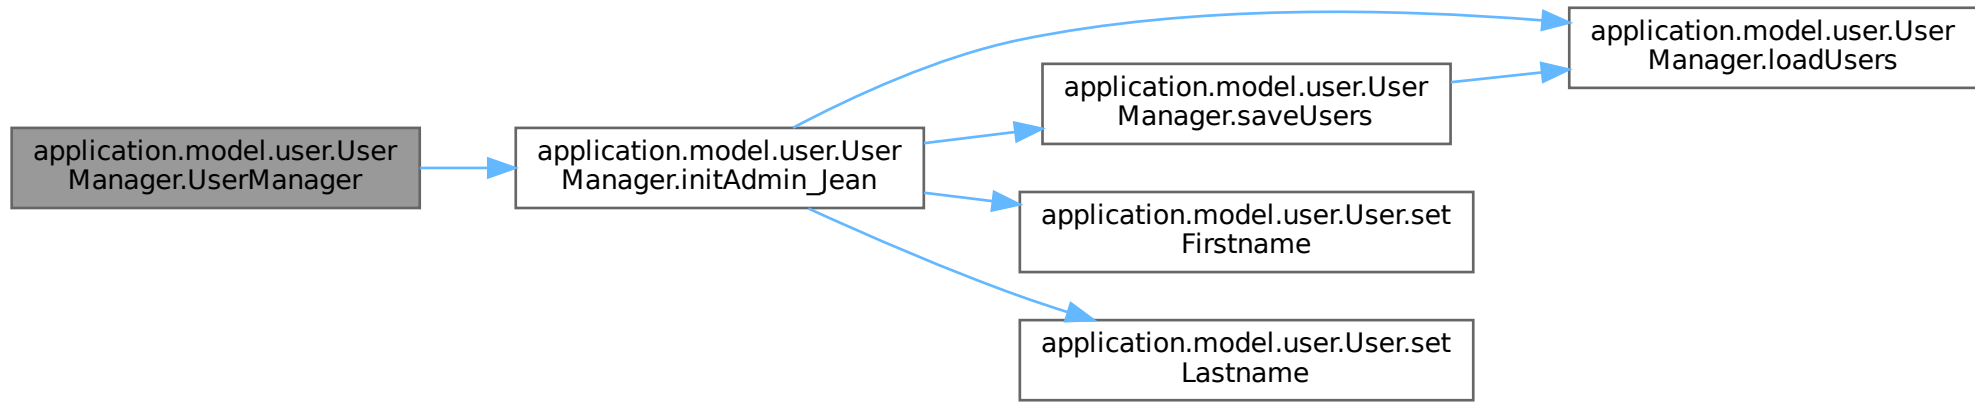 application.model.user.User
Manager.UserManager
application.model.user.User
Manager.initAdmin_Jean
application.model.user.User
Manager.loadUsers
application.model.user.User
Manager.saveUsers
application.model.user.User.set
Firstname
application.model.user.User.set
Lastname